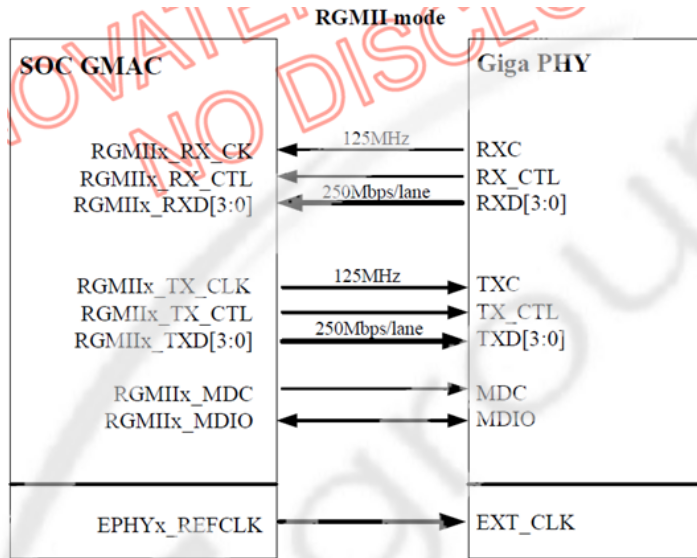 RGMII mode
SOC GMAC
Giga PHY
RGMIIx_RX_CK 125MHz RXC
RGMIIx_RX_CTL RX_CTL
RGMIIx_RXD[3:0] 250Mbps/lane RXD[3:0]
RGMIIx_TX_CLK 125MHz TXC
RGMIIx_TX_CTL TX_CTL
RGMIIx_TXD[3:0] 250Mbps/lane TXD[3:0]
RGMIIx_MDC MDC
RGMIIx_MDIO MDIO
EPHYx_REFCLK EXT_CLK
NO